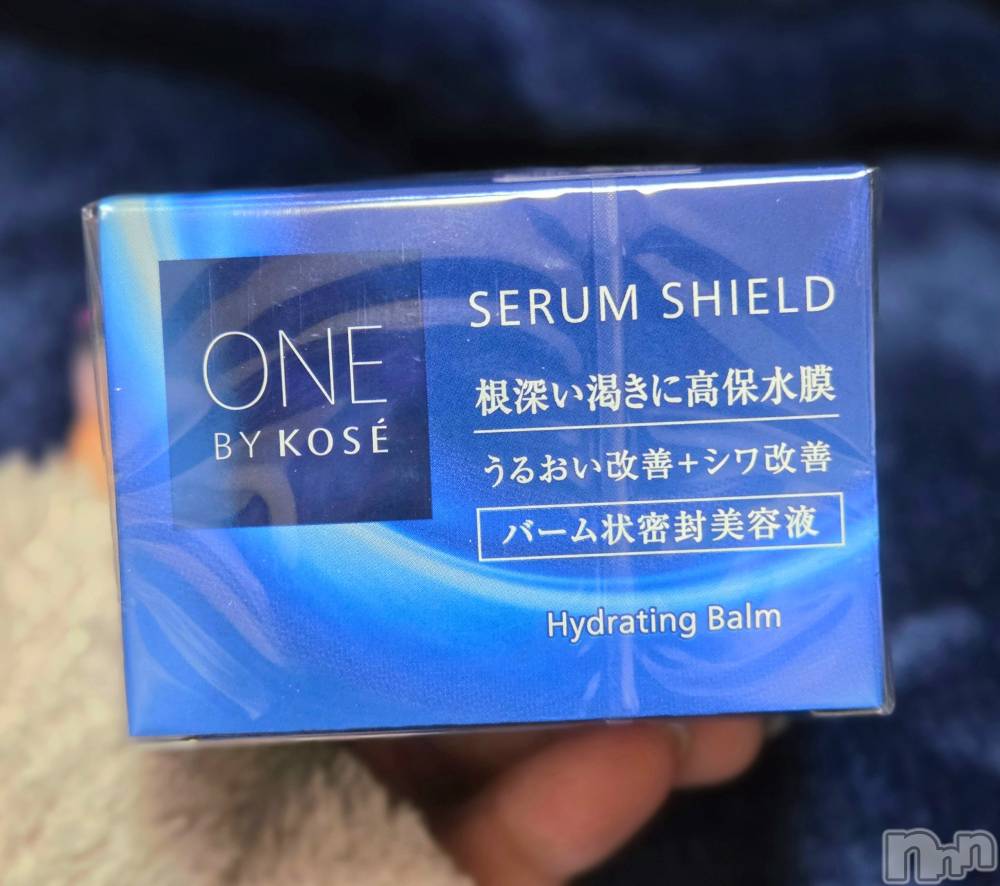 ONE
BY KOSÉ
SERUM SHIELD
根深い渇きに高保水膜
うるおい改善+シワ改善
バーム状密封美容液
Hydrating Balm
nnn